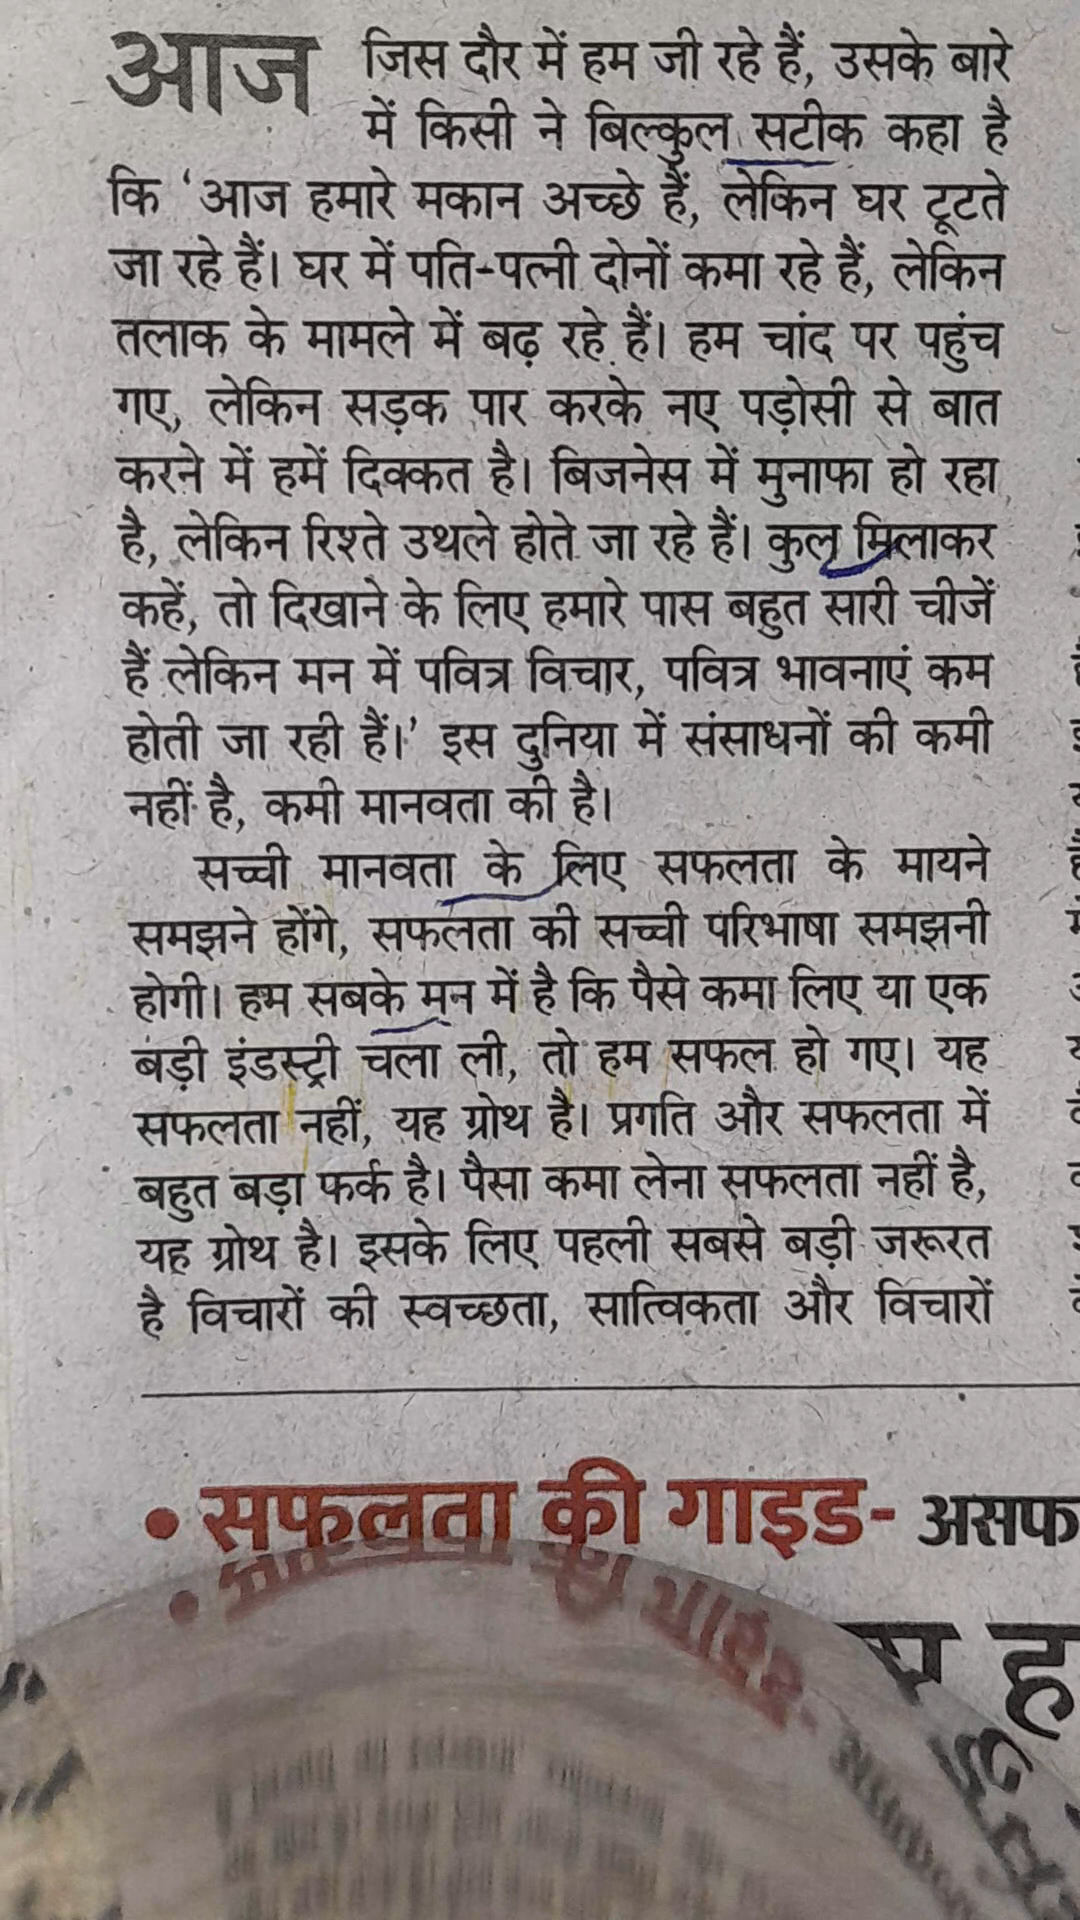 आज जिस दौर में हम जी रहे हैं, उसके बारे
में किसी ने बिल्कुल सटीक कहा है
कि ‘आज हमारे मकान अच्छे हैं, लेकिन घर टूटते
जा रहे हैं। घर में पति-पत्नी दोनों कमा रहे हैं, लेकिन
तलाक के मामले में बढ़ रहे हैं। हम चांद पर पहुंच
गए, लेकिन सड़क पार करके नए पड़ोसी से बात
करने में हमें दिक्कत है। बिजनेस में मुनाफा हो रहा
है, लेकिन रिश्ते उथले होते जा रहे हैं। कुल मिलाकर
कहें, तो दिखाने के लिए हमारे पास बहुत सारी चीजें
हैं लेकिन मन में पवित्र विचार, पवित्र भावनाएं कम
होती जा रही हैं।’ इस दुनिया में संसाधनों की कमी
नहीं है, कमी मानवता की है।
सच्ची मानवता के लिए सफलता के मायने
समझने होंगे, सफलता की सच्ची परिभाषा समझनी
होगी। हम सबके मन में है कि पैसे कमा लिए या एक
बड़ी इंडस्ट्री चला ली, तो हम सफल हो गए। यह
सफलता नहीं, यह ग्रोथ है। प्रगति और सफलता में
बहुत बड़ा फर्क है। पैसा कमा लेना सफलता नहीं है,
यह ग्रोथ है। इसके लिए पहली सबसे बड़ी जरूरत
है विचारों की स्वच्छता, सात्विकता और विचारों
• सफलता की गाइड- असफ